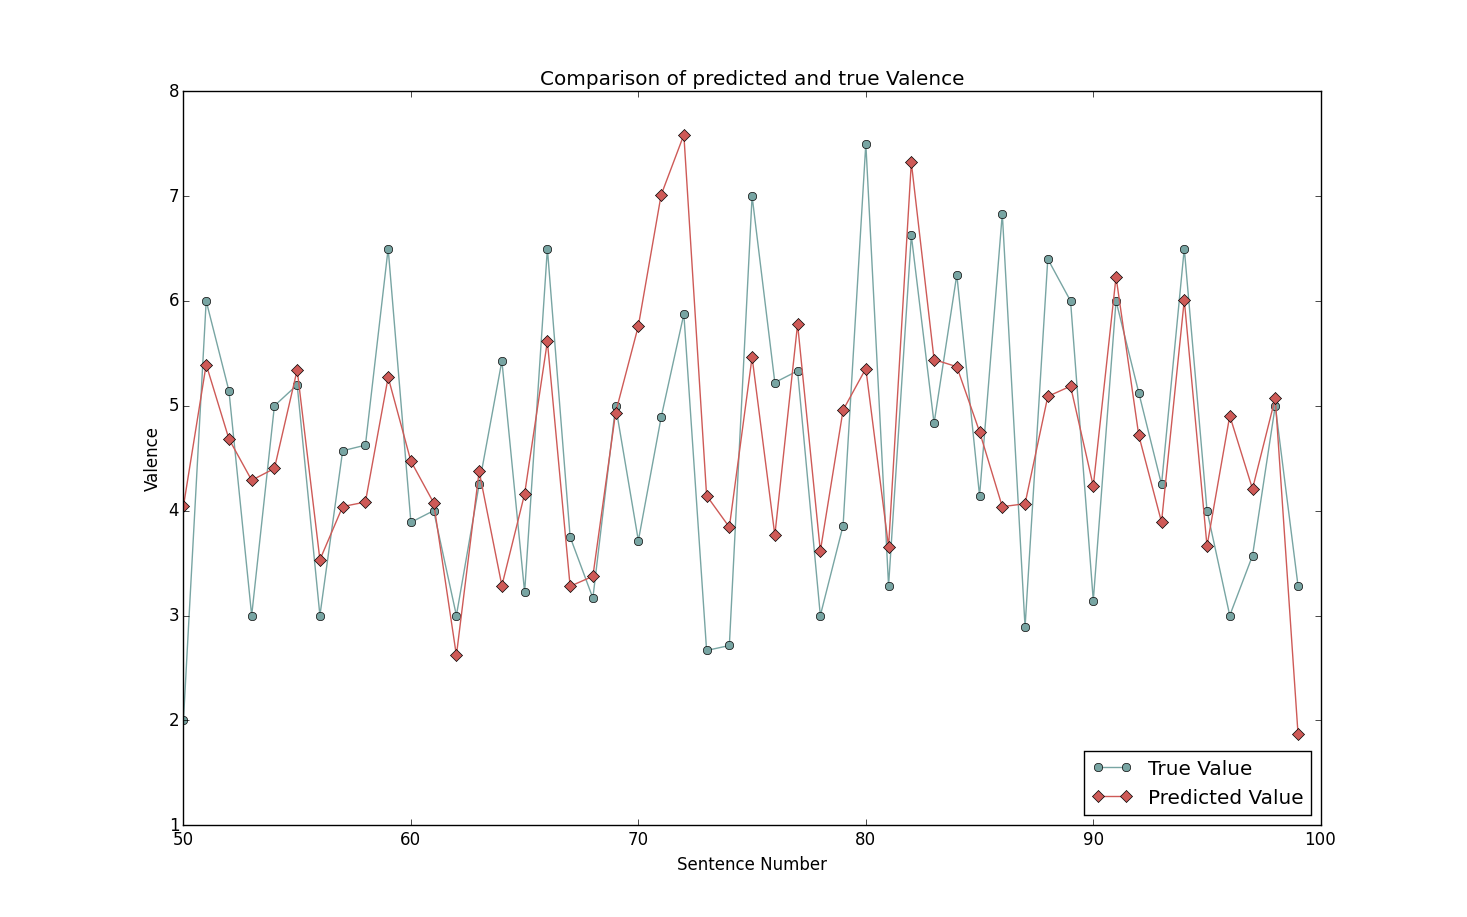 Comparison of predicted and true Valence
8
7
6
5
4
3
2
1
Valence
50 60 70 80 90 100
Sentence Number
True Value
Predicted Value